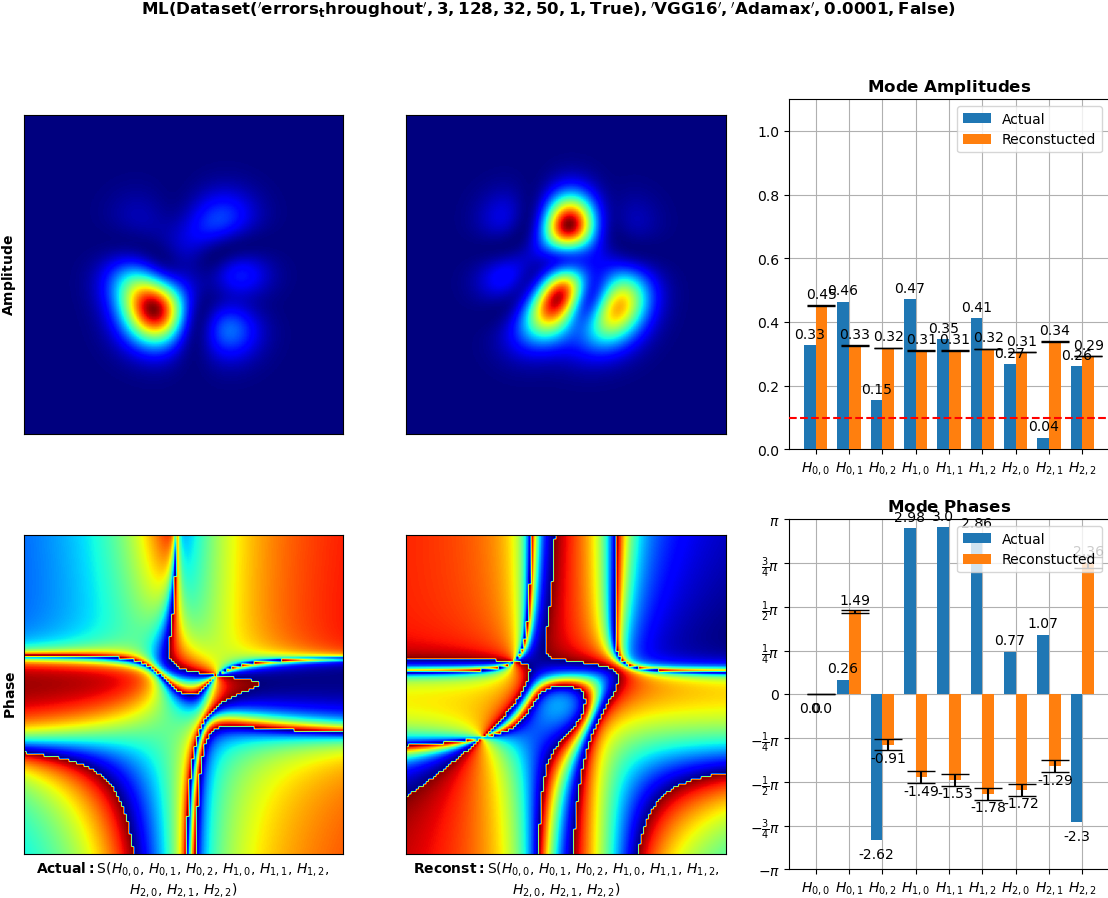 ML(Dataset('errors_throughout', 3, 128, 32, 50, 1, True), 'VGG16', 'Adamax', 0.0001, False)
Amplitude
Mode Amplitudes
Actual
Reconstucted
1.0
0.8
0.6
0.4
0.2
0.0
0.33
0.46
0.15
0.47
0.35
0.41
0.27
0.04
0.26
0.45
0.33
0.32
0.31
0.31
0.32
0.31
0.34
0.29
H0,0 H0,1 H0,2 H1,0 H1,1 H1,2 H2,0 H2,1 H2,2
Phase
Actual: S(H0,0, H0,1, H0,2, H1,0, H1,1, H1,2,
H2,0, H2,1, H2,2)
Reconst: S(H0,0, H0,1, H0,2, H1,0, H1,1, H1,2,
H2,0, H2,1, H2,2)
Mode Phases
Actual
Reconstucted
π
3/4π
1/2π
1/4π
0
−1/4π
−1/2π
−3/4π
−π
0.0
0.26
-2.62
2.98
3.0
2.86
0.77
1.07
-2.3
0.0
1.49
-0.91
-1.49
-1.53
-1.78
-1.72
-1.29
2.36
H0,0 H0,1 H0,2 H1,0 H1,1 H1,2 H2,0 H2,1 H2,2